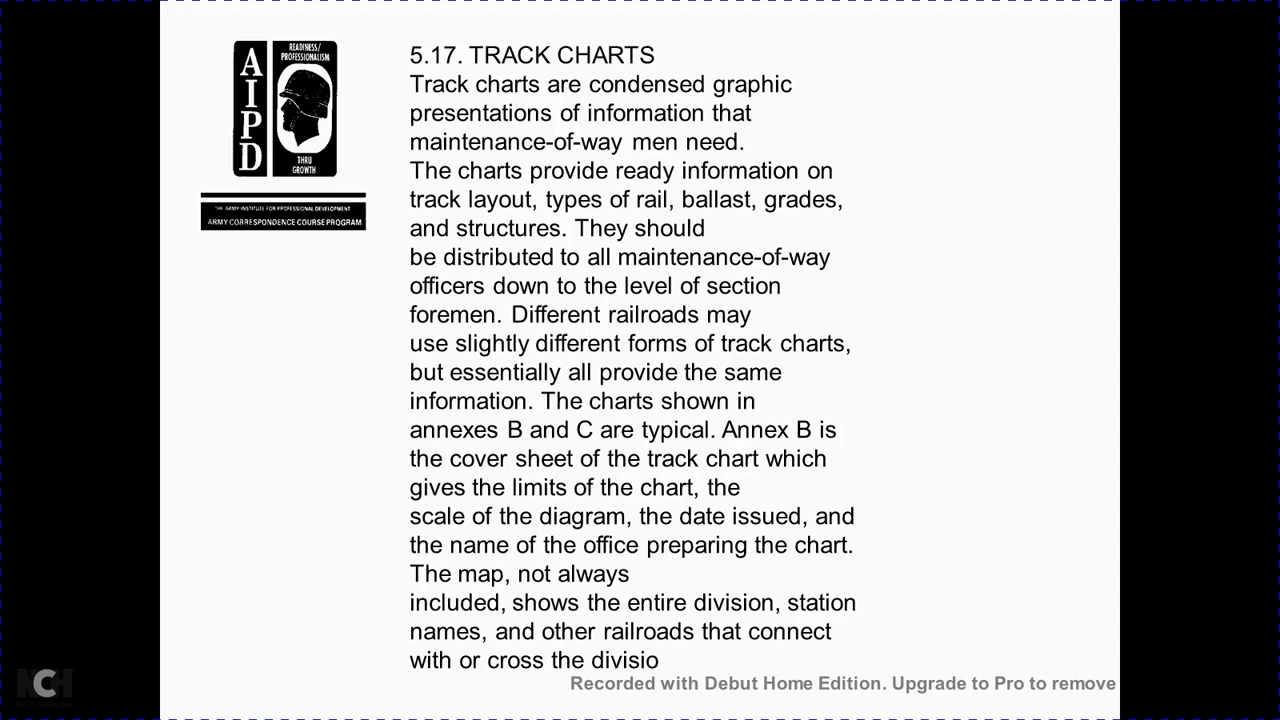 AIPD
READINESS/
PROFESSIONALISM
THRU
GROWTH
THE ARMY INSTITUTE FOR PROFESSIONAL DEVELOPMENT
ARMY CORRESPONDENCE COURSE PROGRAM
5.17. TRACK CHARTS
Track charts are condensed graphic
presentations of information that
maintenance-of-way men need.
The charts provide ready information on
track layout, types of rail, ballast, grades,
and structures. They should
be distributed to all maintenance-of-way
officers down to the level of section
foremen. Different railroads may
use slightly different forms of track charts,
but essentially all provide the same
information. The charts shown in
annexes B and C are typical. Annex B is
the cover sheet of the track chart which
gives the limits of the chart, the
scale of the diagram, the date issued, and
the name of the office preparing the chart.
The map, not always
included, shows the entire division, station
names, and other railroads that connect
with or cross the divisio
NCH
Recorded with Debut Home Edition. Upgrade to Pro to remove